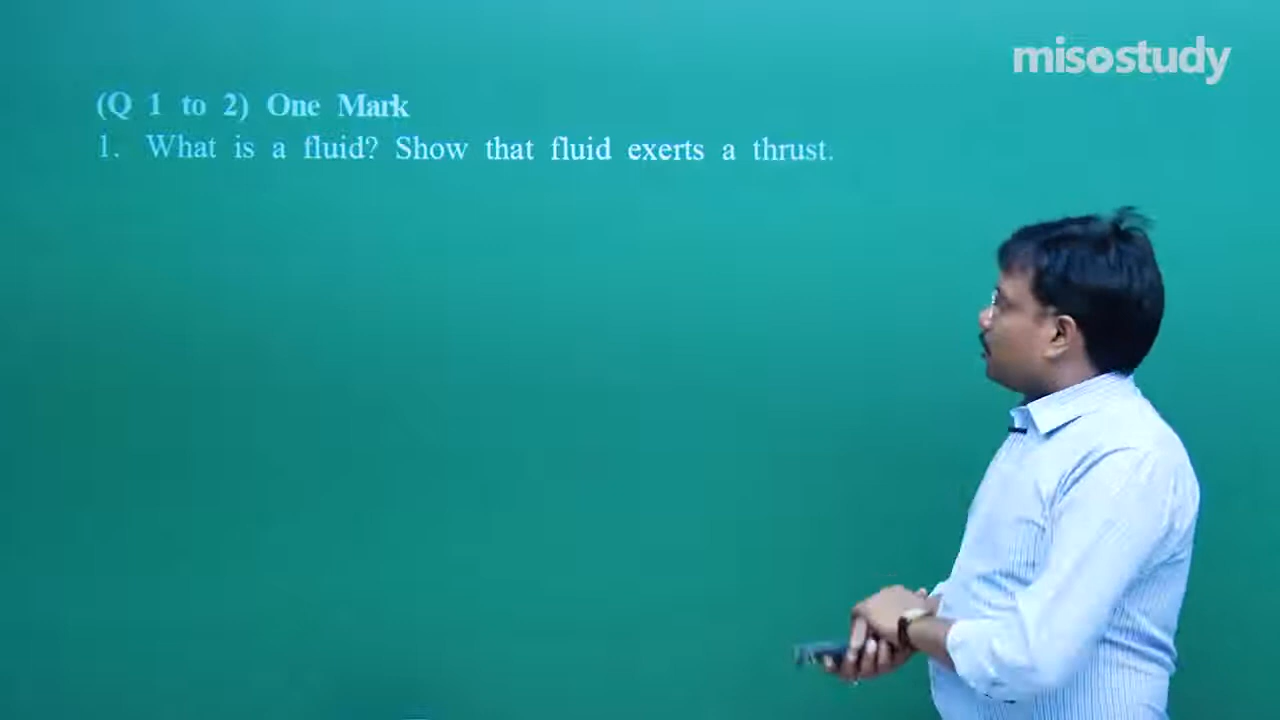 misostudy
(Q 1 to 2) One Mark
1. What is a fluid? Show that fluid exerts a thrust.